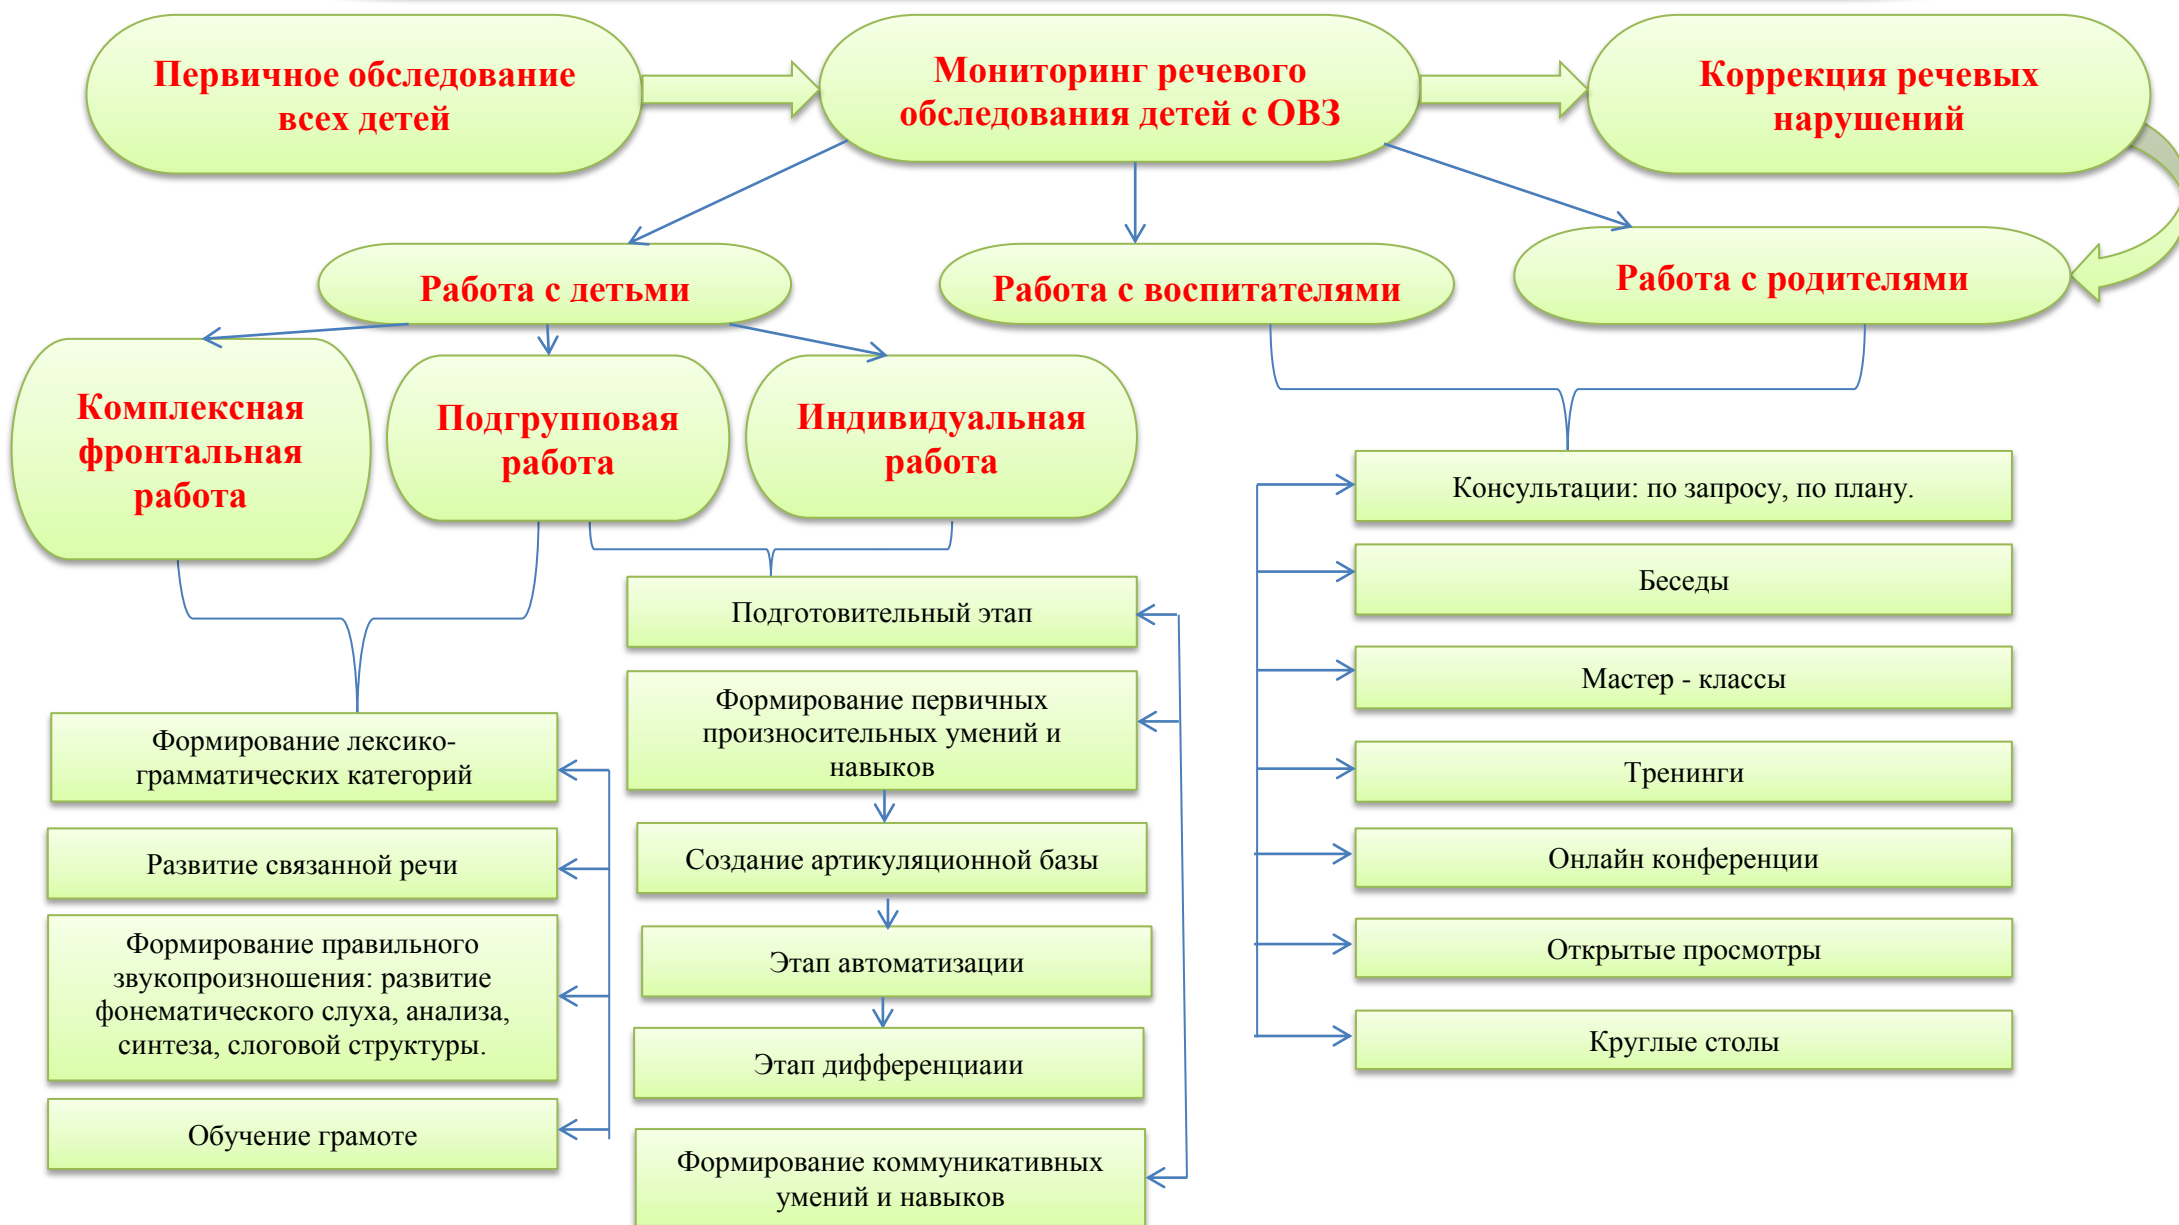 Первичное обследование
всех детей
Мониторинг речевого
обследования детей с ОВЗ
Коррекция речевых
нарушений
Работа с детьми
Работа с воспитателями
Работа с родителями
Комплексная
фронтальная
работа
Подгрупповая
работа
Индивидуальная
работа
Формирование лексико-
грамматических категорий
Развитие связанной речи
Формирование правильного
звукопроизношения: развитие
фонематического слуха, анализа,
синтеза, слоговой структуры.
Обучение грамоте
Подготовительный этап
Формирование первичных
произносительных умений и
навыков
Создание артикуляционной базы
Этап автоматизации
Этап дифференциаии
Формирование коммуникативных
умений и навыков
Консультации: по запросу, по плану.
Беседы
Мастер - классы
Тренинги
Онлайн конференции
Открытые просмотры
Круглые столы